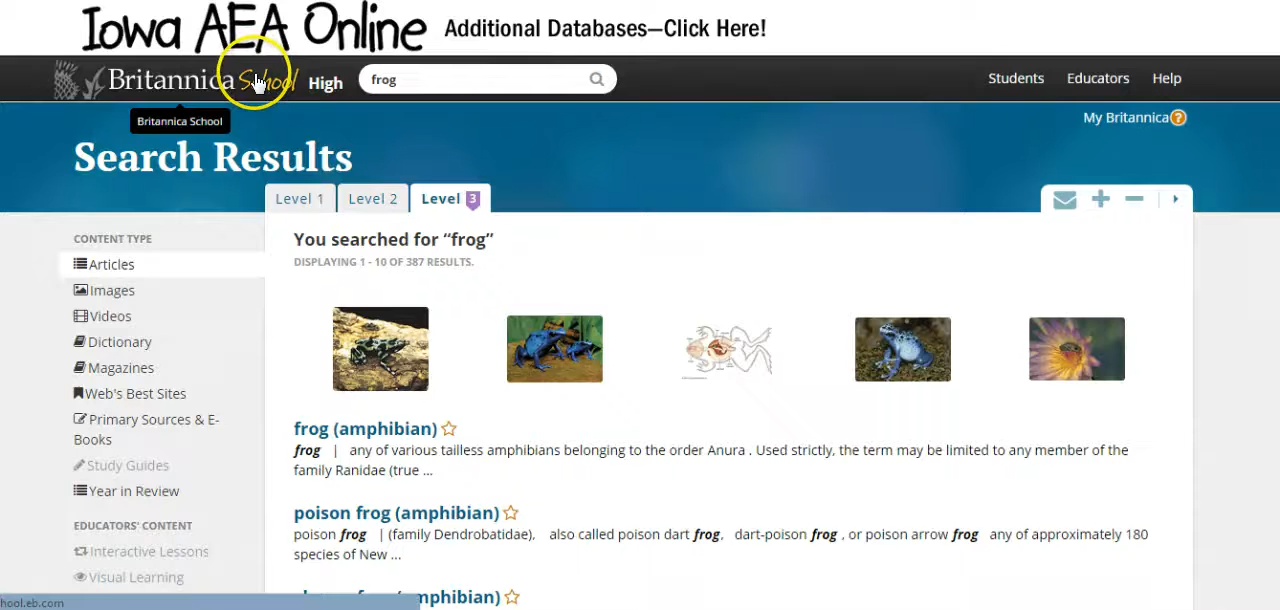 Iowa AEA Online Additional Databases—Click Here!
Britannica School High frog Students Educators Help
Britannica School
My Britannica ?
Search Results
Level 1 Level 2 Level 3
CONTENT TYPE
Articles
Images
Videos
Dictionary
Magazines
Web's Best Sites
Primary Sources & E-
Books
Study Guides
Year in Review
EDUCATORS' CONTENT
Interactive Lessons
Visual Learning
You searched for “frog”
DISPLAYING 1 - 10 OF 387 RESULTS.
frog (amphibian)
frog | any of various tailless amphibians belonging to the order Anura . Used strictly, the term may be limited to any member of the
family Ranidae (true ...
poison frog (amphibian)
poison frog | (family Dendrobatidae), also called poison dart frog, dart-poison frog , or poison arrow frog any of approximately 180
species of New ...
hool.eb.com